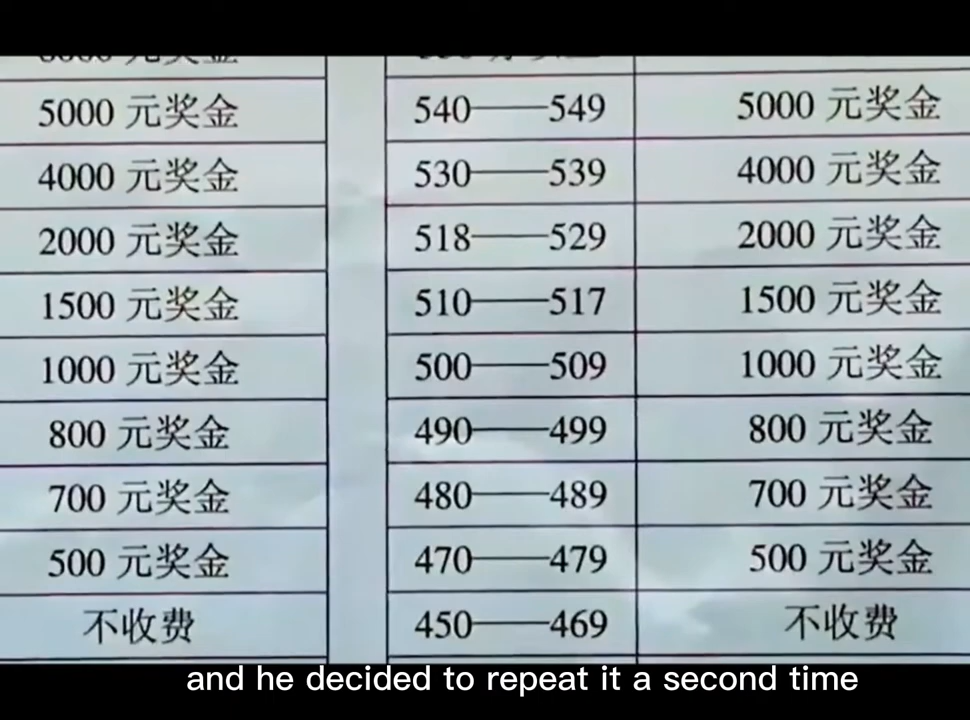 5000 元奖金 540——549 5000 元奖金
4000 元奖金 530——539 4000 元奖金
2000 元奖金 518——529 2000 元奖金
1500 元奖金 510——517 1500 元奖金
1000 元奖金 500——509 1000 元奖金
800 元奖金 490——499 800 元奖金
700 元奖金 480——489 700 元奖金
500 元奖金 470——479 500 元奖金
不收费 450——469 不收费
and he decided to repeat it a second time